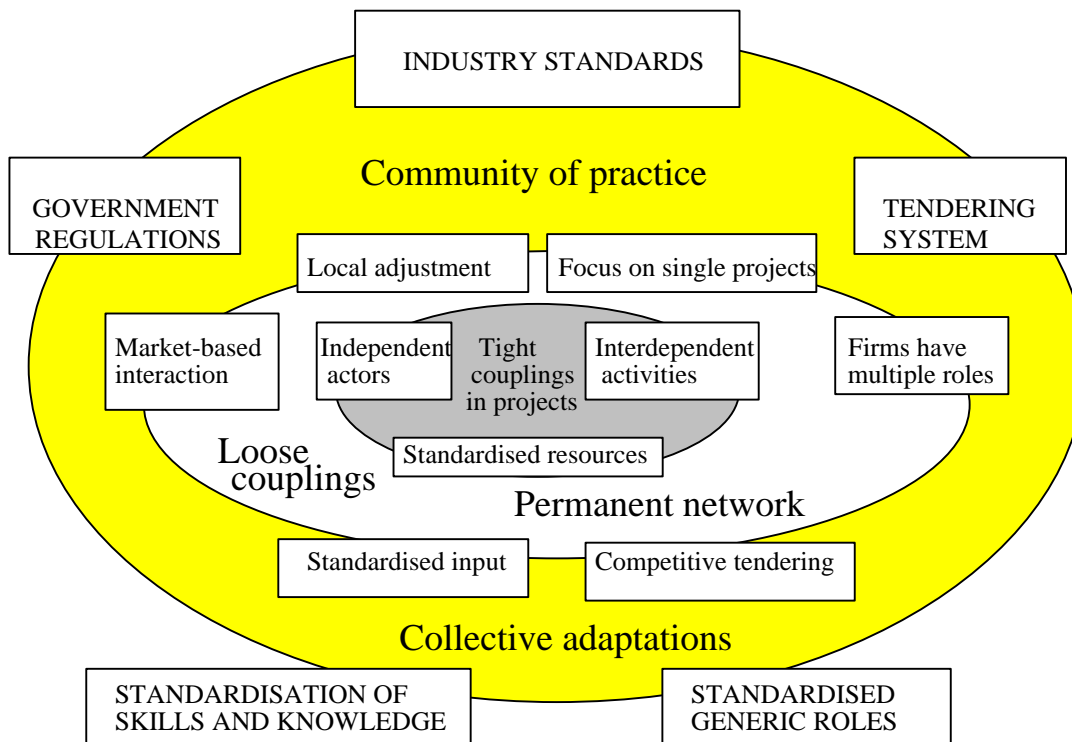 INDUSTRY STANDARDS
Community of practice
GOVERNMENT
REGULATIONS
TENDERING
SYSTEM
Local adjustment
Focus on single projects
Market-based
interaction
Independent
actors
Tight
couplings
in projects
Interdependent
activities
Firms have
multiple roles
Loose
couplings
Standardised resources
Permanent network
Standardised input
Competitive tendering
Collective adaptations
STANDARDISATION OF
SKILLS AND KNOWLEDGE
STANDARDISED
GENERIC ROLES